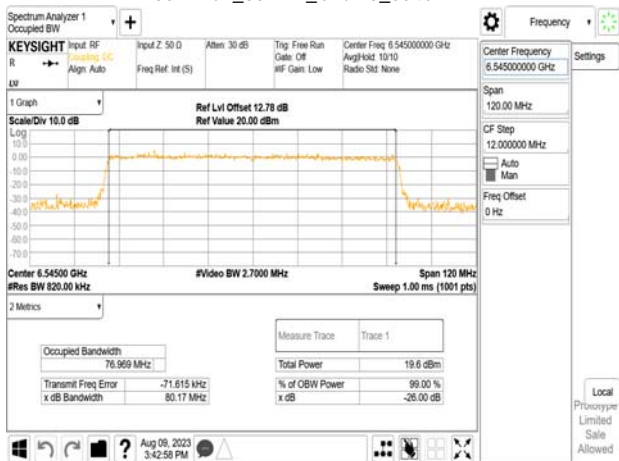 Spectrum Analyzer 1
Occupied BW
Frequency
KEYSIGHT Input: RF
R
Coupling: DC
Align: Auto
LXI
Input Z: 50 Ω
Freq Ref: Int (S)
Atten: 30 dB
Trig: Free Run
Gate: Off
#IF Gain: Low
Center Freq: 6.545000000 GHz
Avg|Hold: 10/10
Radio Std: None
Center Frequency
6.545000000 GHz
Settings
Span
120.00 MHz
CF Step
12.000000 MHz
Auto
Man
Freq Offset
0 Hz
1 Graph
Scale/Div 10.0 dB
Ref Lvl Offset 12.78 dB
Ref Value 20.00 dBm
Log
10.0
0.00
-10.0
-20.0
-30.0
-40.0
-50.0
-60.0
-70.0
Center 6.54500 GHz
#Res BW 820.00 kHz
#Video BW 2.7000 MHz
Span 120 MHz
Sweep 1.00 ms (1001 pts)
2 Metrics
Measure Trace Trace 1
Occupied Bandwidth
76.969 MHz
Total Power 19.6 dBm
Transmit Freq Error -71.615 kHz
% of OBW Power 99.00 %
x dB Bandwidth 80.17 MHz
x dB -26.00 dB
Local
Prototype
Limited
Sale
Allowed
Aug 09, 2023
3:42:58 PM